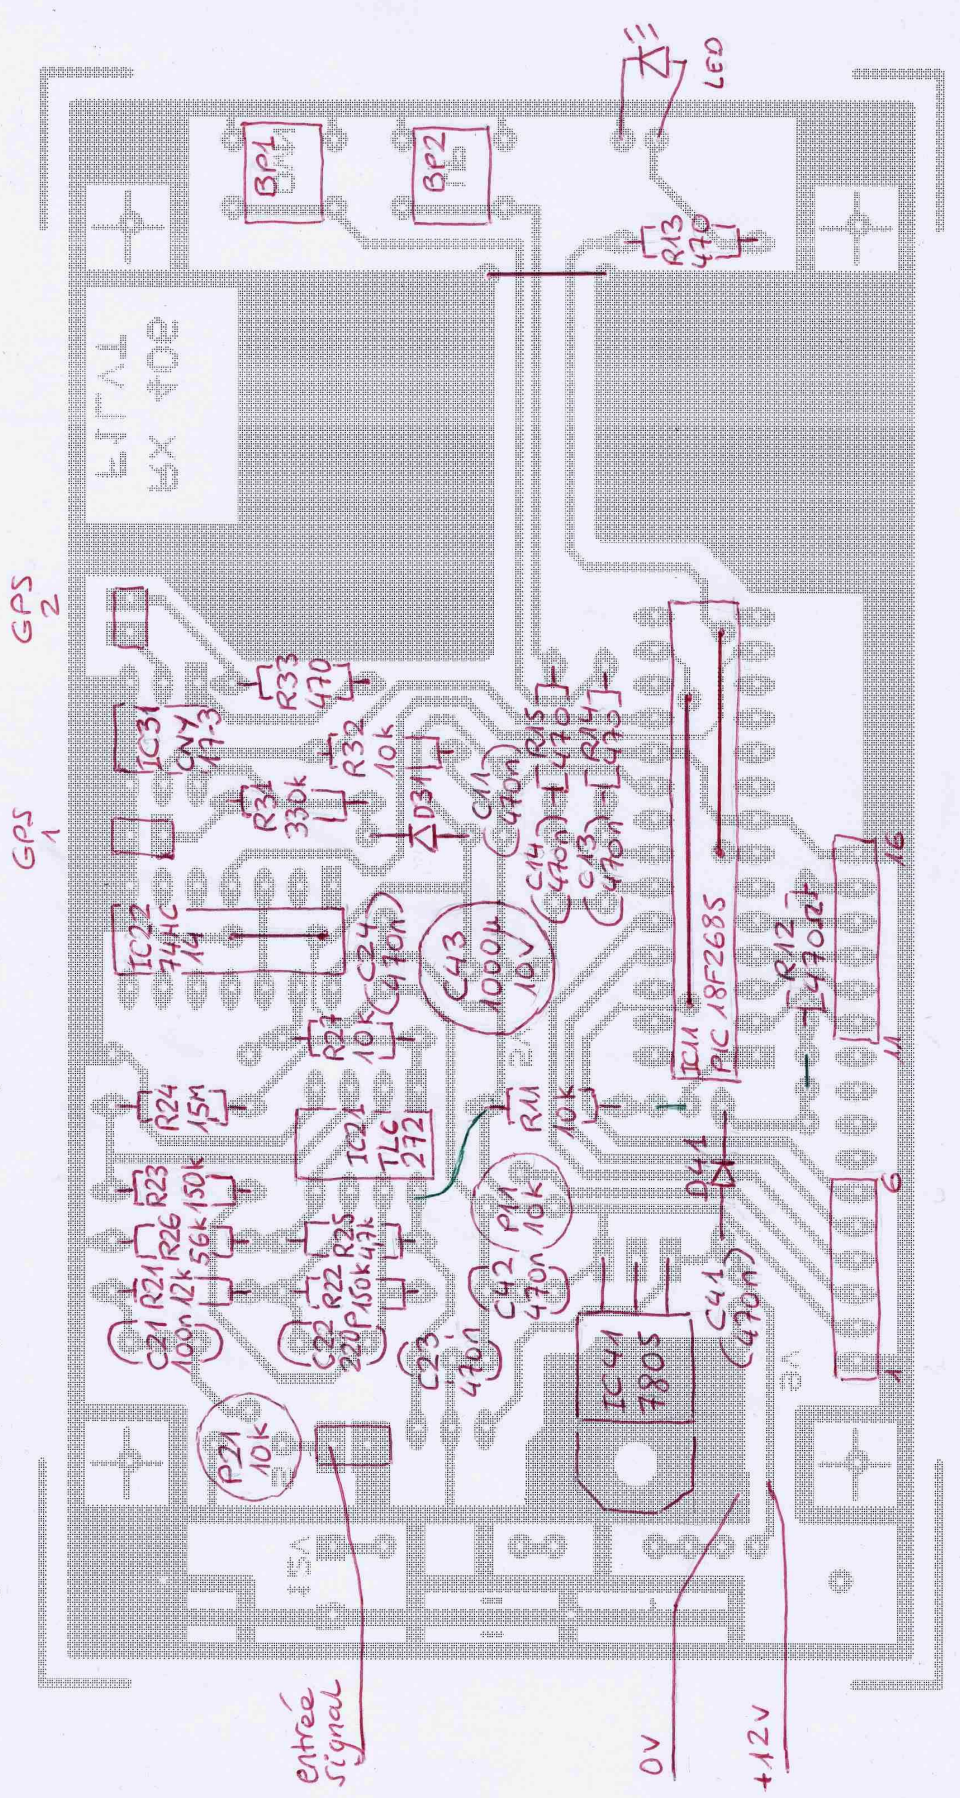 LED
BP1
BP2
R13
470
GPS
2
GPS
1
IC31
CNY
17-3
R33
470
R32
10k
R31
330k
D31
C11
470n
R15
470
R14
470
C14
470n
C13
470n
IC22
74HC
14
C24
470n
C43
1000µ
10V
IC11
PIC 18F2685
R12
470
16
11
R27
10k
R24
15M
IC21
TLC
272
R11
10k
R23
150k
R26
56k
R21
12k
C21
100n
R25
47k
R22
150k
C22
220P
P11
10k
C42
470n
C23
470n
D41
6
1
C41
470n
IC41
7805
P21
10k
entrée
signal
0V
+12V